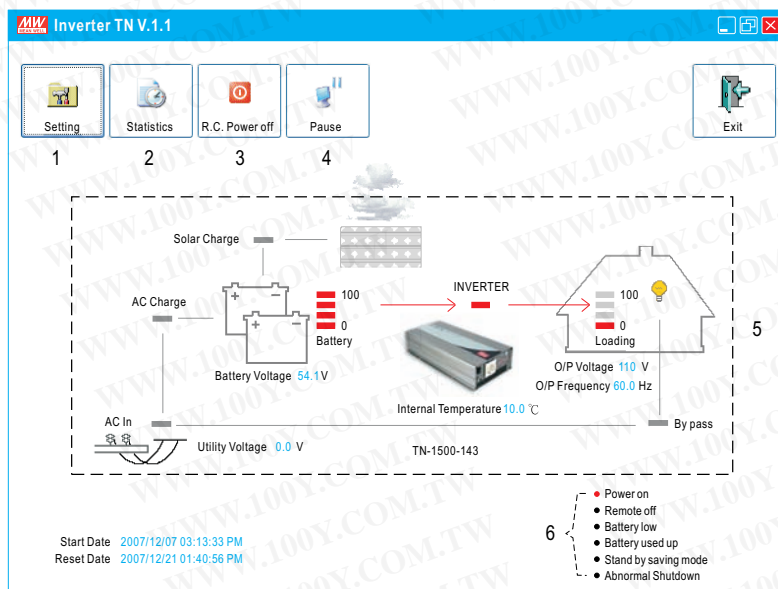 MW MEAN WELL Inverter TN V.1.1
Setting Statistics R.C. Power off Pause Exit
1 2 3 4
Solar Charge
INVERTER
AC Charge
100
0
Battery
100
0
Loading
5
Battery Voltage 54.1V
O/P Voltage 110 V
O/P Frequency 60.0 Hz
Internal Temperature 10.0 ℃
AC In
By pass
Utility Voltage 0.0 V
TN-1500-143
6
Power on
Remote off
Battery low
Battery used up
Stand by saving mode
Abnormal Shutdown
Start Date 2007/12/07 03:13:33 PM
Reset Date 2007/12/21 01:40:56 PM
WWW.100Y.COM.TW